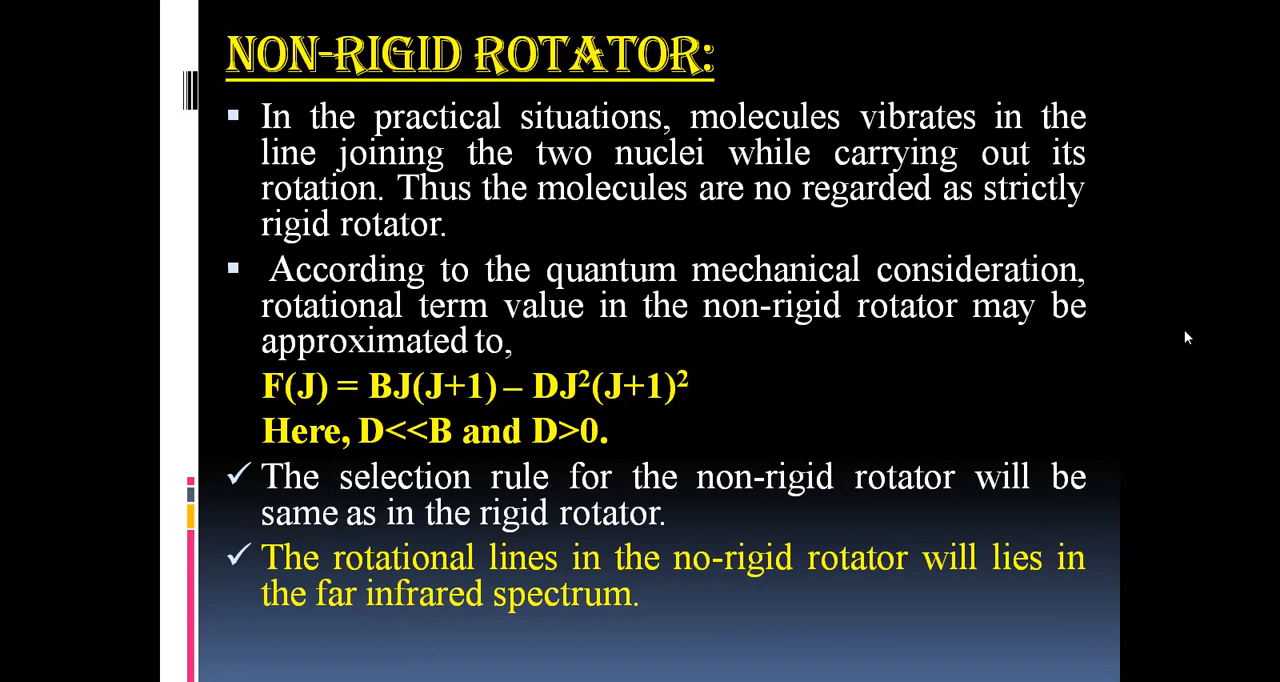 NON-RIGID ROTATOR:
▪ In the practical situations, molecules vibrates in the
line joining the two nuclei while carrying out its
rotation. Thus the molecules are no regarded as strictly
rigid rotator.
▪ According to the quantum mechanical consideration,
rotational term value in the non-rigid rotator may be
approximated to,
F(J) = BJ(J+1) – DJ²(J+1)²
Here, D<<B and D>0.
✓ The selection rule for the non-rigid rotator will be
same as in the rigid rotator.
✓ The rotational lines in the no-rigid rotator will lies in
the far infrared spectrum.